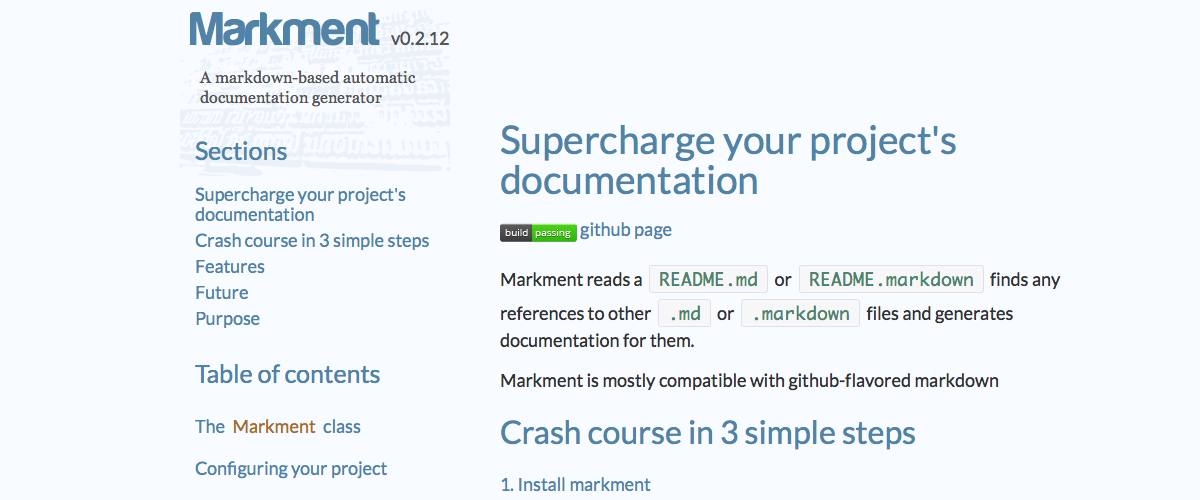 Markment v0.2.12
A markdown-based automatic
documentation generator
Sections
Supercharge your project's
documentation
Crash course in 3 simple steps
Features
Future
Purpose
Table of contents
The Markment class
Configuring your project
Supercharge your project's
documentation
build passing github page
Markment reads a README.md or README.markdown finds any
references to other .md or .markdown files and generates
documentation for them.
Markment is mostly compatible with github-flavored markdown
Crash course in 3 simple steps
1. Install markment